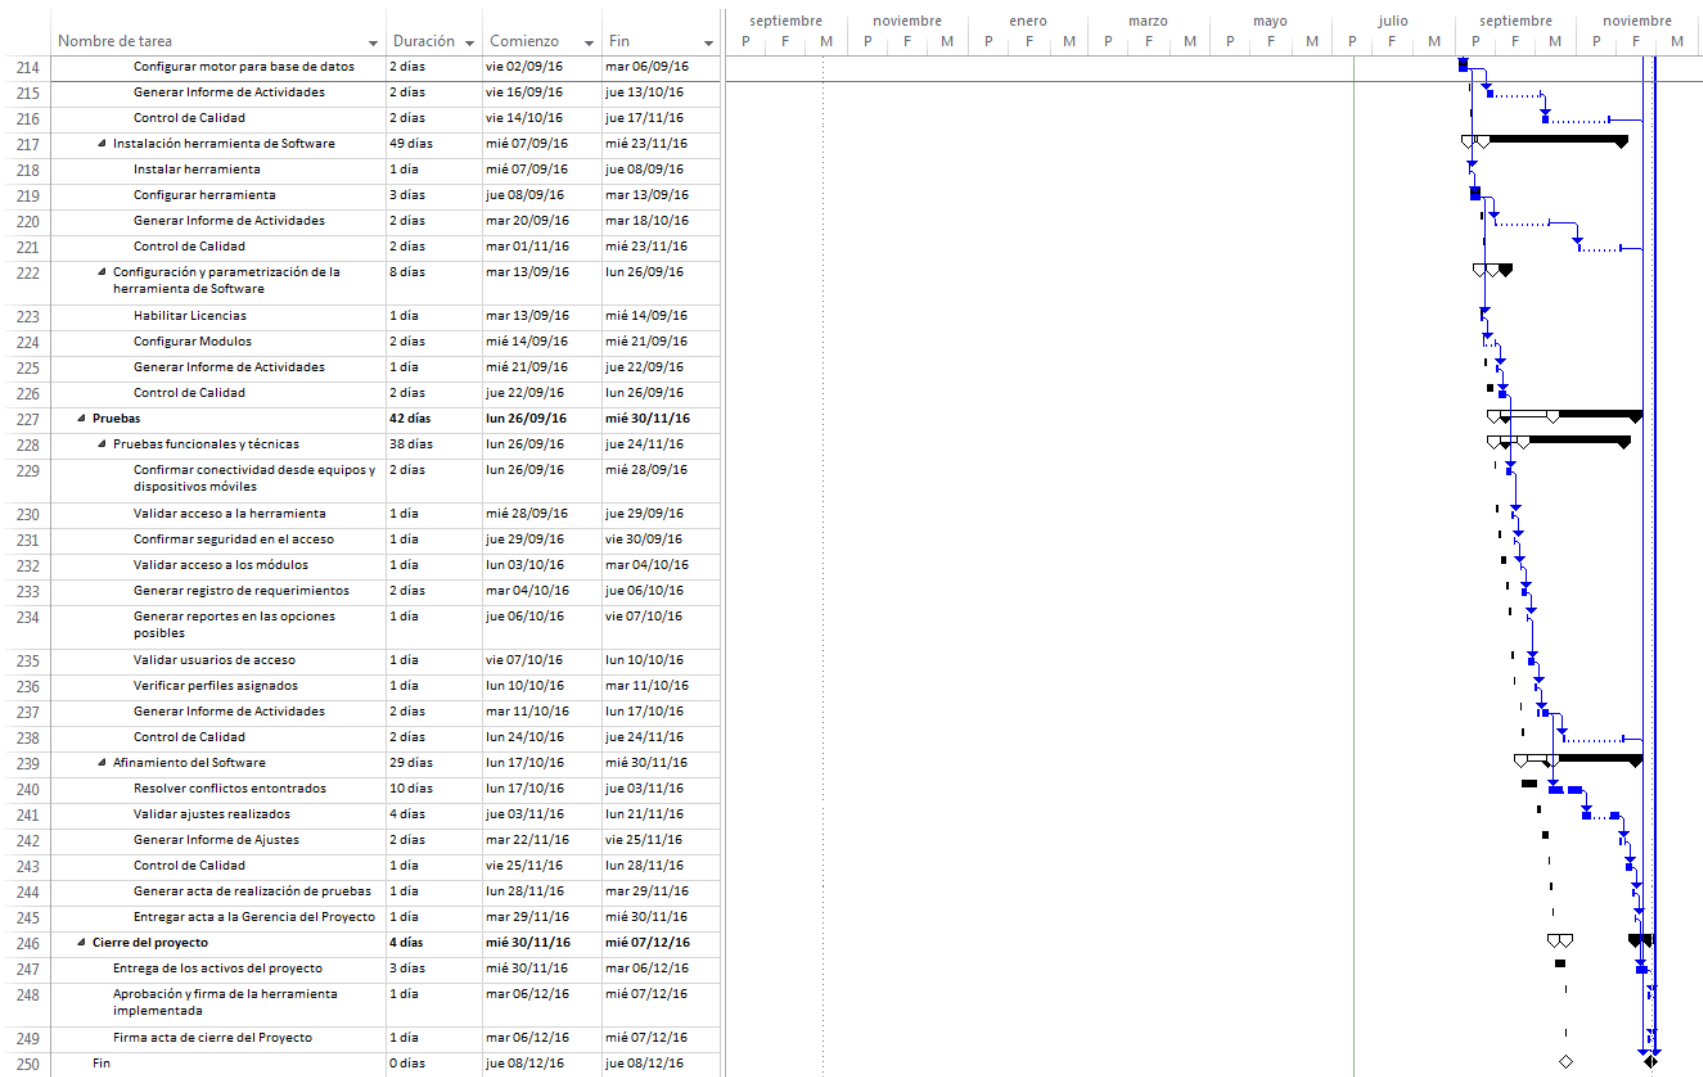 septiembre noviembre enero marzo mayo julio septiembre noviembre
Nombre de tarea Duración Comienzo Fin P F M P F M P F M P F M P F M P F M P F M P F M
214 Configurar motor para base de datos 2 días vie 02/09/16 mar 06/09/16
215 Generar Informe de Actividades 2 días vie 16/09/16 jue 13/10/16
216 Control de Calidad 2 días vie 14/10/16 jue 17/11/16
217 Instalación herramienta de Software 49 días mié 07/09/16 mié 23/11/16
218 Instalar herramienta 1 día mié 07/09/16 jue 08/09/16
219 Configurar herramienta 3 días jue 08/09/16 mar 13/09/16
220 Generar Informe de Actividades 2 días mar 20/09/16 mar 18/10/16
221 Control de Calidad 2 días mar 01/11/16 mié 23/11/16
222 Configuración y parametrización de la 8 días mar 13/09/16 lun 26/09/16
herramienta de Software
223 Habilitar Licencias 1 día mar 13/09/16 mié 14/09/16
224 Configurar Modulos 2 días mié 14/09/16 mié 21/09/16
225 Generar Informe de Actividades 1 día mié 21/09/16 jue 22/09/16
226 Control de Calidad 2 días jue 22/09/16 lun 26/09/16
227 Pruebas 42 días lun 26/09/16 mié 30/11/16
228 Pruebas funcionales y técnicas 38 días lun 26/09/16 jue 24/11/16
229 Confirmar conectividad desde equipos y 2 días lun 26/09/16 mié 28/09/16
dispositivos móviles
230 Validar acceso a la herramienta 1 día mié 28/09/16 jue 29/09/16
231 Confirmar seguridad en el acceso 1 día jue 29/09/16 vie 30/09/16
232 Validar acceso a los módulos 1 día lun 03/10/16 mar 04/10/16
233 Generar registro de requerimientos 2 días mar 04/10/16 jue 06/10/16
234 Generar reportes en las opciones 1 día jue 06/10/16 vie 07/10/16
posibles
235 Validar usuarios de acceso 1 día vie 07/10/16 lun 10/10/16
236 Verificar perfiles asignados 1 día lun 10/10/16 mar 11/10/16
237 Generar Informe de Actividades 2 días mar 11/10/16 lun 17/10/16
238 Control de Calidad 2 días lun 24/10/16 jue 24/11/16
239 Afinamiento del Software 29 días lun 17/10/16 mié 30/11/16
240 Resolver conflictos entontrados 10 días lun 17/10/16 jue 03/11/16
241 Validar ajustes realizados 4 días jue 03/11/16 lun 21/11/16
242 Generar Informe de Ajustes 2 días mar 22/11/16 vie 25/11/16
243 Control de Calidad 1 día vie 25/11/16 lun 28/11/16
244 Generar acta de realización de pruebas 1 día lun 28/11/16 mar 29/11/16
245 Entregar acta a la Gerencia del Proyecto 1 día mar 29/11/16 mié 30/11/16
246 Cierre del proyecto 4 días mié 30/11/16 mié 07/12/16
247 Entrega de los activos del proyecto 3 días mié 30/11/16 mar 06/12/16
248 Aprobación y firma de la herramienta 1 día mar 06/12/16 mié 07/12/16
implementada
249 Firma acta de cierre del Proyecto 1 día mar 06/12/16 mié 07/12/16
250 Fin 0 días jue 08/12/16 jue 08/12/16